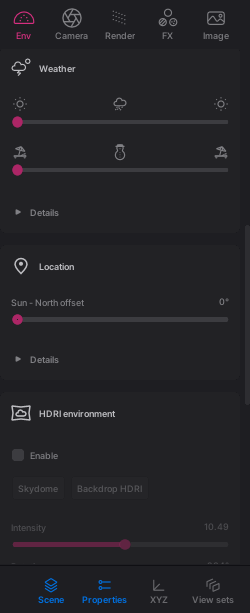 Env Camera Render FX Image
Weather
Details
Location
Sun - North offset 0°
Details
HDRI environment
Enable
Skydome Backdrop HDRI
Intensity 10.49
Scene Properties XYZ View sets